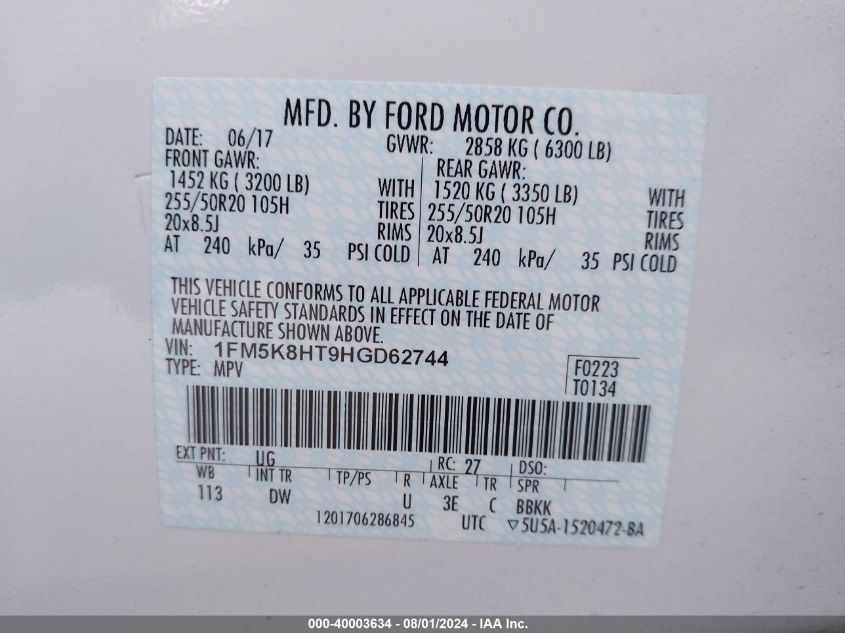 MFD. BY FORD MOTOR CO.
DATE: 06/17 GVWR: 2858 KG ( 6300 LB)
FRONT GAWR: REAR GAWR:
1452 KG ( 3200 LB) WITH 1520 KG ( 3350 LB) WITH
255/50R20 105H TIRES 255/50R20 105H TIRES
20x8.5J RIMS 20x8.5J RIMS
AT 240 kPa/ 35 PSI COLD AT 240 kPa/ 35 PSI COLD
THIS VEHICLE CONFORMS TO ALL APPLICABLE FEDERAL MOTOR
VEHICLE SAFETY STANDARDS IN EFFECT ON THE DATE OF
MANUFACTURE SHOWN ABOVE.
VIN: 1FM5K8HT9HGD62744
TYPE: MPV
F0223
T0134
EXT PNT: UG RC: 27 DSO:
WB INT TR TP/PS R AXLE TR SPR
113 DW U 3E C BBKK
1201706286845 UTC ▽5U5A-1520472-BA
000-40003634 - 08/01/2024 - IAA Inc.